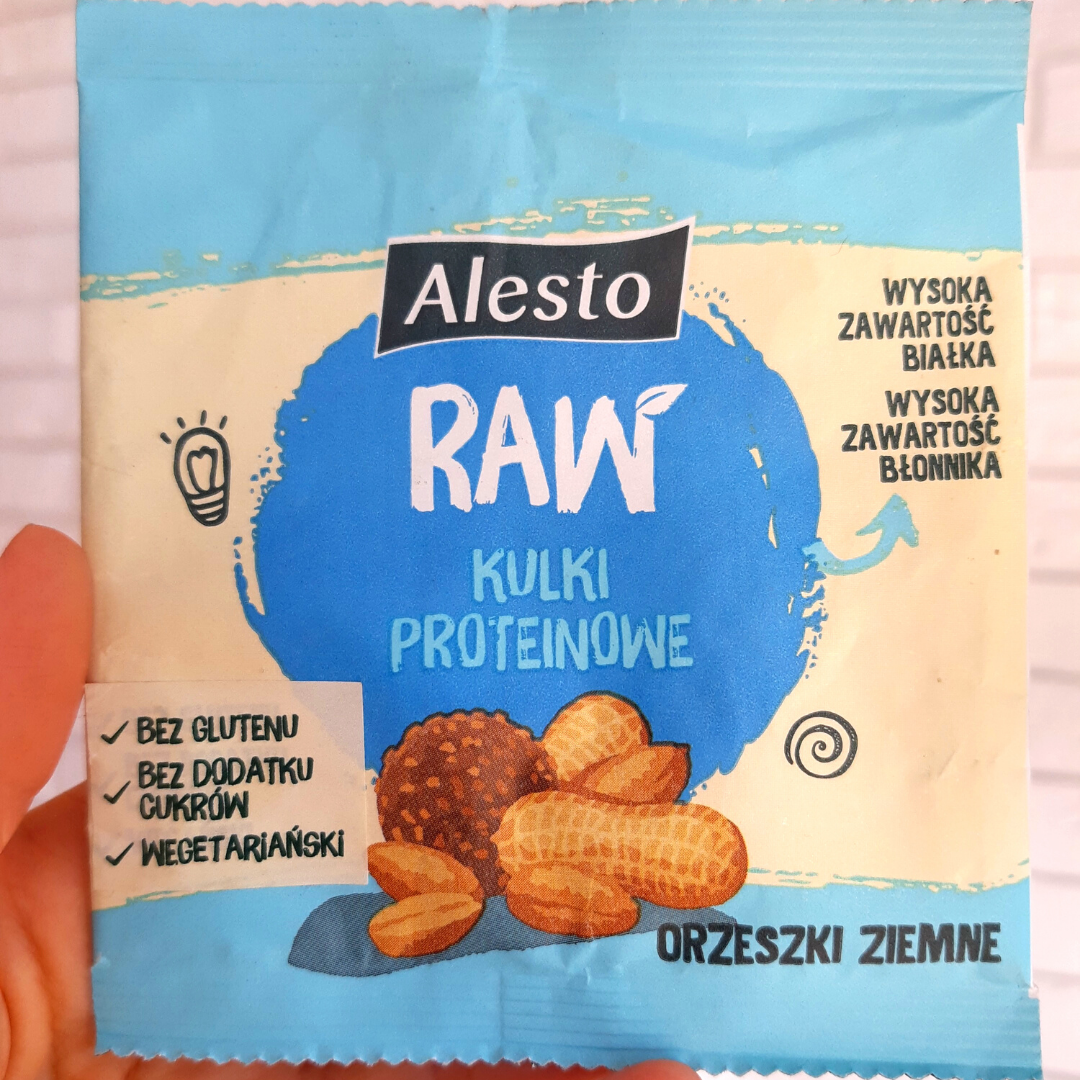 Alesto
RAW
KULKI
PROTEINOWE
WYSOKA
ZAWARTOŚĆ
BIAŁKA
WYSOKA
ZAWARTOŚĆ
BŁONNIKA
BEZ GLUTENU
BEZ DODATKU
CUKRÓW
WEGETARIAŃSKI
ORZESZKI ZIEMNE